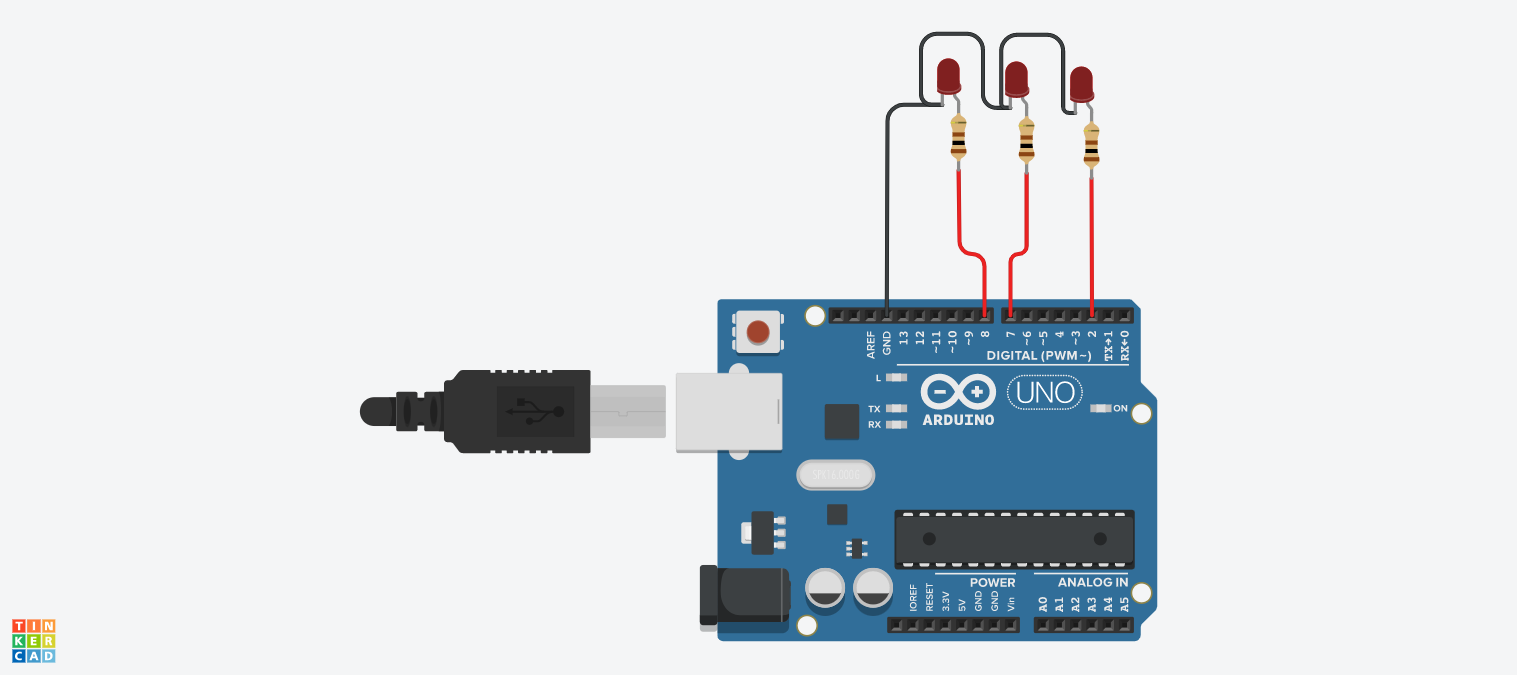 AREF
GND
13
12
~11
~10
~9
8
7
~6
~5
4
~3
2
TX→1
RX←0
DIGITAL (PWM~)
L
TX
RX
ARDUINO
UNO
ON
POWER
ANALOG IN
IOREF
RESET
3.3V
5V
GND
GND
Vin
A0
A1
A2
A3
A4
A5
TIN
KER
CAD